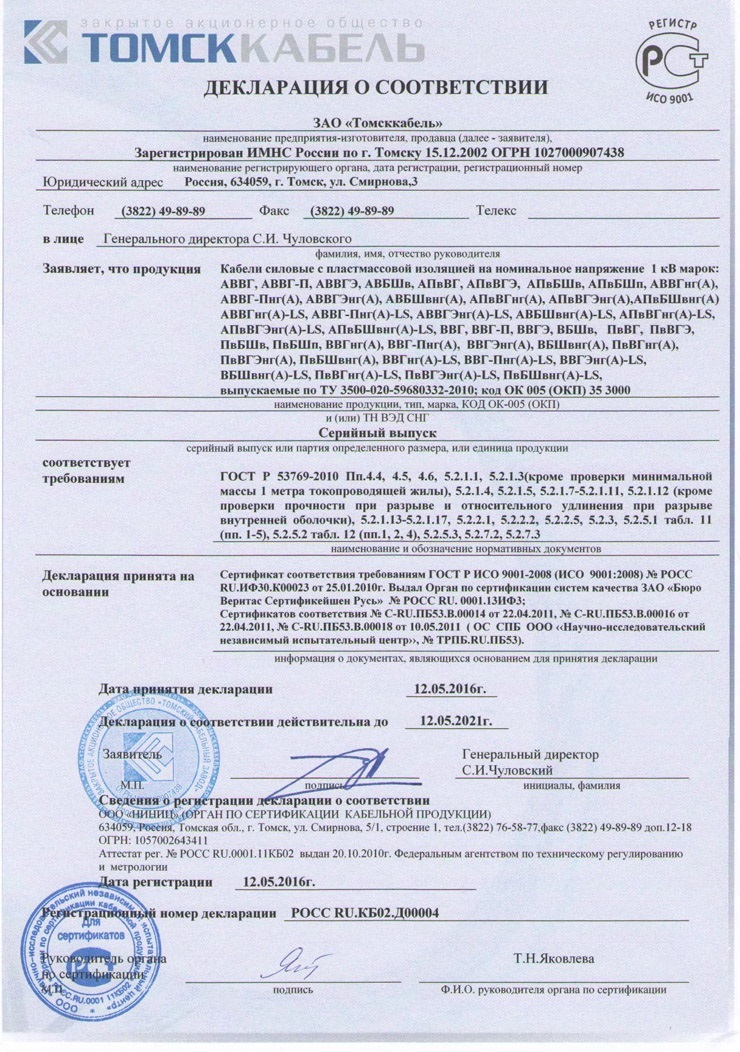 закрытое акционерное общество
ТОМСККАБЕЛЬ
РЕГИСТР
РСТ
ИСО 9001
ДЕКЛАРАЦИЯ О СООТВЕТСТВИИ
ЗАО «Томсккабель»
наименование предприятия-изготовителя, продавца (далее - заявителя),
Зарегистрирован ИМНС России по г. Томску 15.12.2002 ОГРН 1027000907438
наименование регистрирующего органа, дата регистрации, регистрационный номер
Юридический адрес Россия, 634059, г. Томск, ул. Смирнова,3
Телефон (3822) 49-89-89 Факс (3822) 49-89-89 Телекс
в лице Генерального директора С.И. Чуловского
фамилия, имя, отчество руководителя
Заявляет, что продукция Кабели силовые с пластмассовой изоляцией на номинальное напряжение 1 кВ марок:
АВВГ, АВВГ-П, АВВГЭ, АВБШв, АПвВГ, АПвВГЭ, АПвБШв, АПвБШп, АВВГнг(А),
АВВГ-Пнг(А), АВВГЭнг(А), АВБШвнг(А), АПвВГнг(А), АПвВГЭнг(А),АПвБШвнг(А)
АВВГнг(А)-LS, АВВГ-Пнг(А)-LS, АВВГЭнг(А)-LS, АВБШвнг(А)-LS, АПвВГнг(А)-LS,
АПвВГЭнг(А)-LS, АПвБШвнг(А)-LS, ВВГ, ВВГ-П, ВВГЭ, ВБШв, ПвВГ, ПвВГЭ,
ПвБШв, ПвБШп, ВВГнг(А), ВВГ-Пнг(А), ВВГЭнг(А), ВБШвнг(А), ПвВГнг(А),
ПвВГЭнг(А), ПвБШвнг(А), ВВГнг(А)-LS, ВВГ-Пнг(А)-LS, ВВГЭнг(А)-LS,
ВБШвнг(А)-LS, ПвВГнг(А)-LS, ПвВГЭнг(А)-LS, ПвБШвнг(А)-LS,
выпускаемые по ТУ 3500-020-59680332-2010; код ОК 005 (ОКП) 35 3000
наименование продукции, тип, марка, КОД ОК-005 (ОКП)
и (или) ТН ВЭД СНГ
Серийный выпуск
серийный выпуск или партия определенного размера, или единица продукции
соответствует
требованиям
ГОСТ Р 53769-2010 Пп.4.4, 4.5, 4.6, 5.2.1.1, 5.2.1.3(кроме проверки минимальной
массы 1 метра токопроводящей жилы), 5.2.1.4, 5.2.1.5, 5.2.1.7-5.2.1.11, 5.2.1.12 (кроме
проверки прочности при разрыве и относительного удлинения при разрыве
внутренней оболочки), 5.2.1.13-5.2.1.17, 5.2.2.1, 5.2.2.2, 5.2.2.5, 5.2.3, 5.2.5.1 табл. 11
(пп. 1-5), 5.2.5.2 табл. 12 (пп.1, 2, 4), 5.2.5.3, 5.2.7.2, 5.2.7.3
наименование и обозначение нормативных документов
Декларация принята на
основании
Сертификат соответствия требованиям ГОСТ Р ИСО 9001-2008 (ИСО 9001:2008) № РОСС
RU.ИФ30.К00023 от 25.01.2010г. Выдал Орган по сертификации систем качества ЗАО «Бюро
Веритас Сертификейшен Русь» № РОСС RU. 0001.13ИФ3;
Сертификатов соответствия № C-RU.ПБ53.В.00014 от 22.04.2011, № C-RU.ПБ53.В.00016 от
22.04.2011, № C-RU.ПБ53.В.00018 от 10.05.2011 ( ОС СПБ ООО «Научно-исследовательский
независимый испытательный центр», № ТРПБ.RU.ПБ53).
информация о документах, являющихся основанием для принятия декларации
Дата принятия декларации 12.05.2016г.
Декларация о соответствии действительна до 12.05.2021г.
Заявитель Генеральный директор
С.И.Чуловский
М.П. подпись инициалы, фамилия
Сведения о регистрации декларации о соответствии
ООО «НИНИЦ» (ОРГАН ПО СЕРТИФИКАЦИИ КАБЕЛЬНОЙ ПРОДУКЦИИ)
634059, Россия, Томская обл., г. Томск, ул. Смирнова, 5/1, строение 1, тел.(3822) 76-58-77,факс (3822) 49-89-89 доп.12-18
ОГРН: 1057002643411
Аттестат рег. № РОСС RU.0001.11КБ02 выдан 20.10.2010г. Федеральным агентством по техническому регулированию
и метрологии
Дата регистрации 12.05.2016г.
Регистрационный номер декларации РОСС RU.КБ02.Д00004
Для
сертификатов
Руководитель органа Т.Н.Яковлева
по сертификации
М.П. подпись Ф.И.О. руководителя органа по сертификации